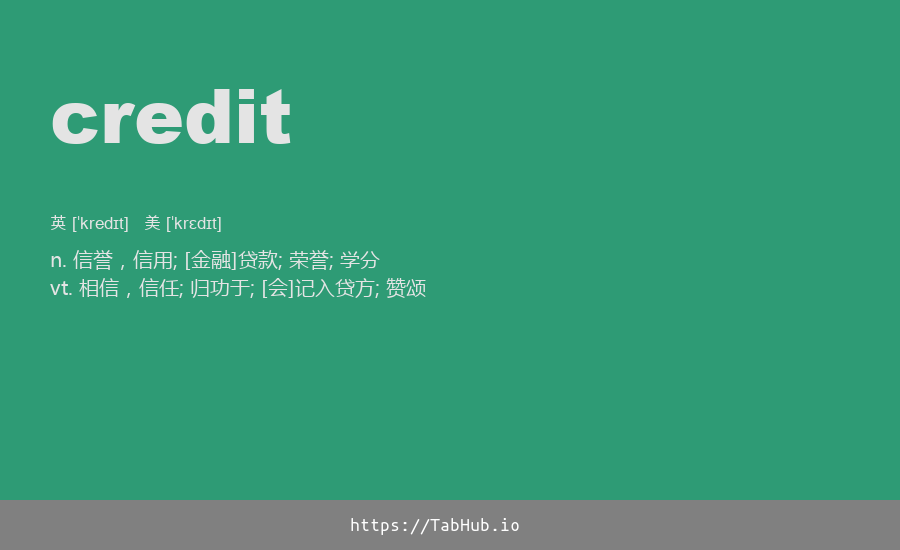 credit
英 [ˈkredɪt] 美 [ˈkrɛdɪt]
n. 信誉，信用; [金融]贷款; 荣誉; 学分
vt. 相信，信任; 归功于; [会]记入贷方; 赞颂
https://TabHub.io